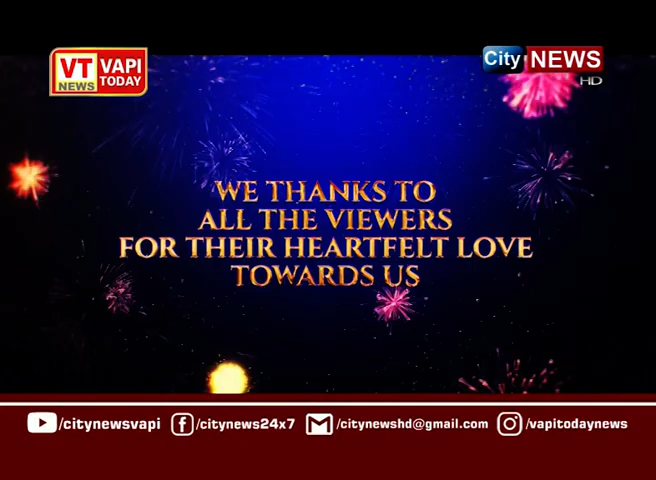 VT VAPI
NEWS TODAY
City NEWS
HD
WE THANKS TO
ALL THE VIEWERS
FOR THEIR HEARTFELT LOVE
TOWARDS US
/citynewsvapi /citynews24x7 /citynewshd@gmail.com /vapitodaynews